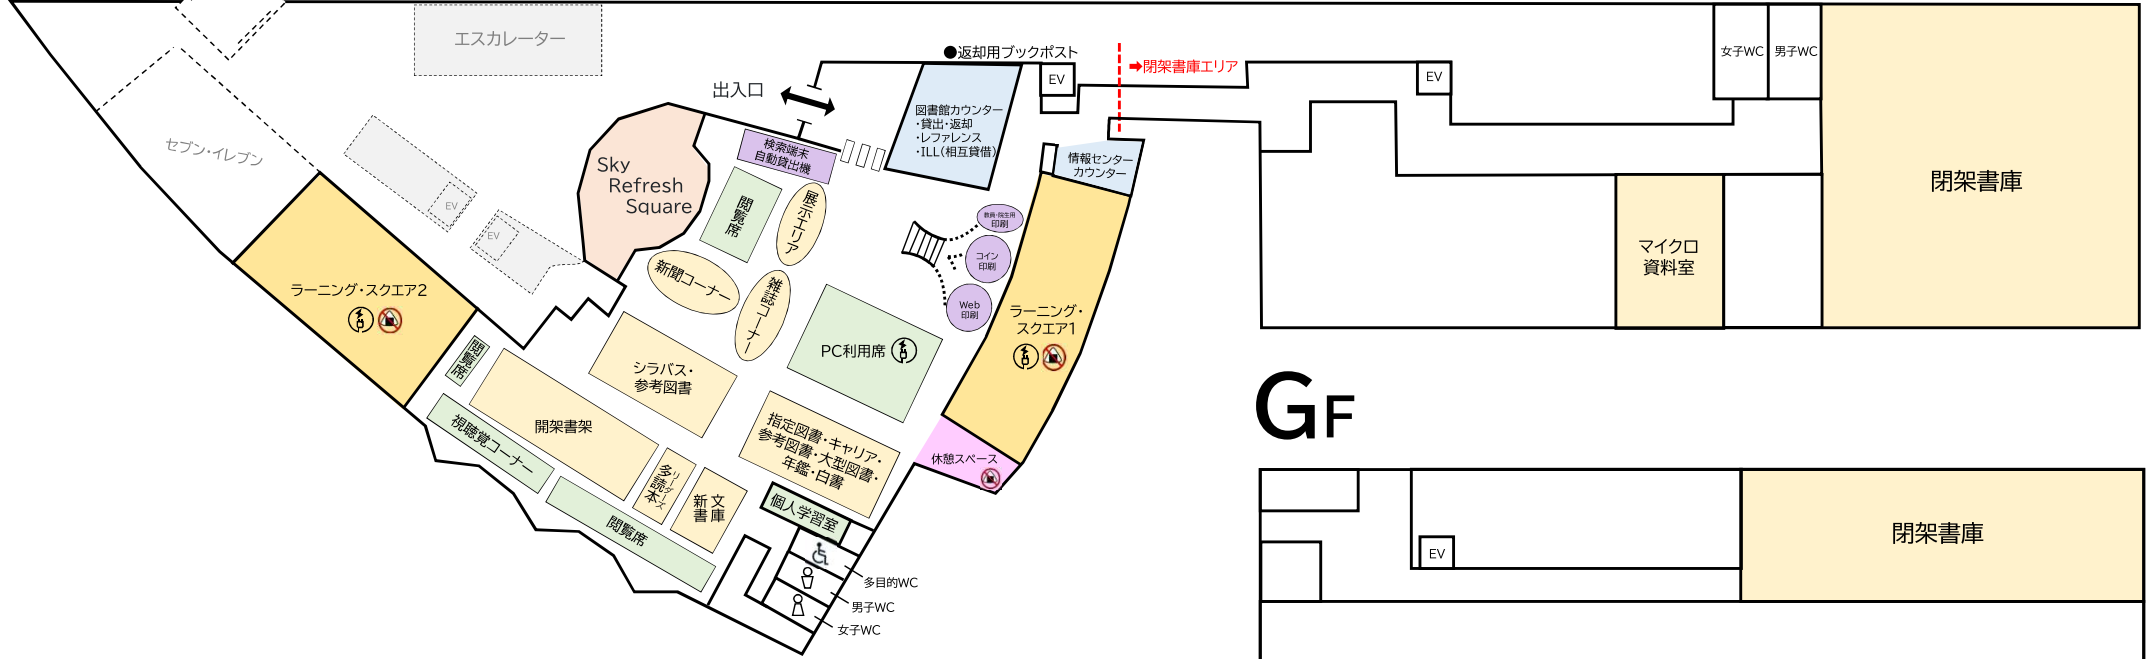 エスカレーター
●返却用ブックポスト
EV
➡閉架書庫エリア
EV
女子WC
男子WC
出入口
図書館カウンター
・貸出・返却
・レファレンス
・ILL(相互貸借)
セブン‐イレブン
検索端末
自動貸出機
情報センター
カウンター
Sky
Refresh
Square
閲覧席
展示エリア
EV
EV
教員・院生用
印刷
コイン
印刷
Web
印刷
閉架書庫
マイクロ
資料室
新聞コーナー
雑誌コーナー
ラーニング・スクエア2
ラーニング・
スクエア1
PC利用席
閲覧席
シラバス・
参考図書
開架書架
視聴覚コーナー
指定図書・キャリア・
参考図書・大型図書・
年鑑・白書
休憩スペース
リーダーズ
多読本
文庫
新書
個人学習室
閲覧席
多目的WC
男子WC
女子WC
GF
EV
閉架書庫